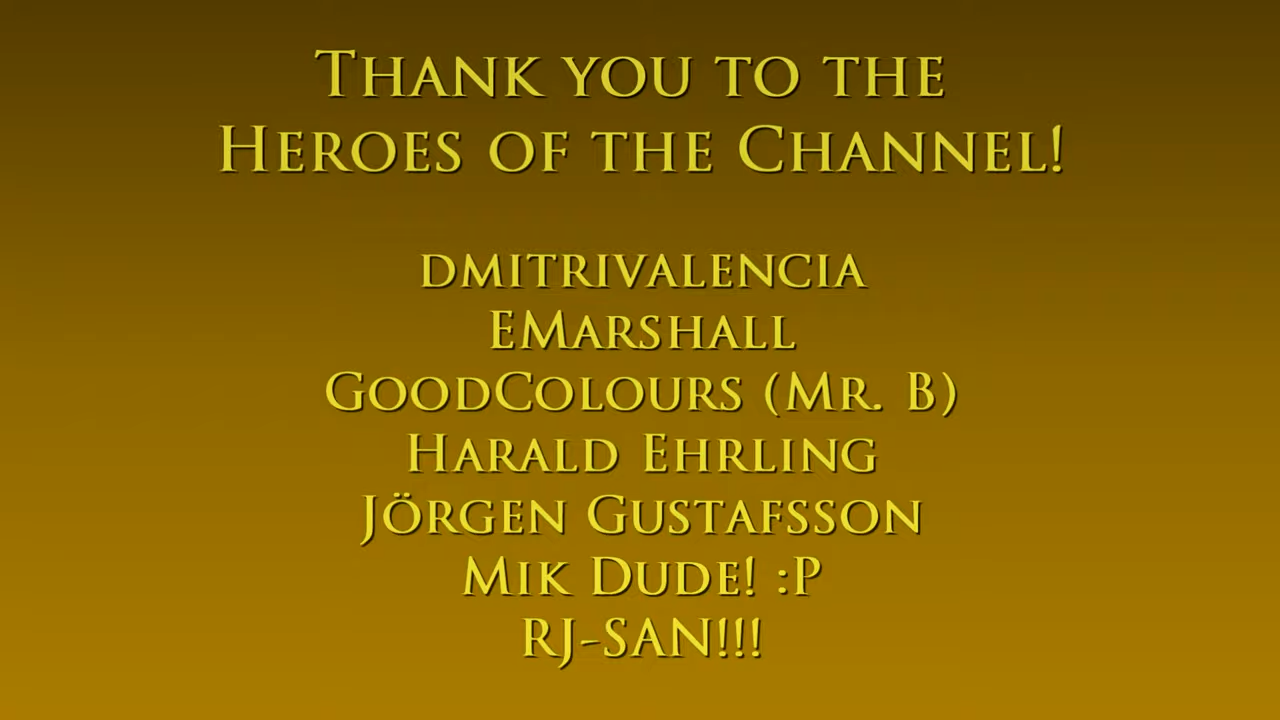 Thank you to the
Heroes of the Channel!
dmitrivalencia
EMarshall
GoodColours (Mr. B)
Harald Ehrling
Jörgen Gustafsson
Mik Dude! :P
RJ-SAN!!!